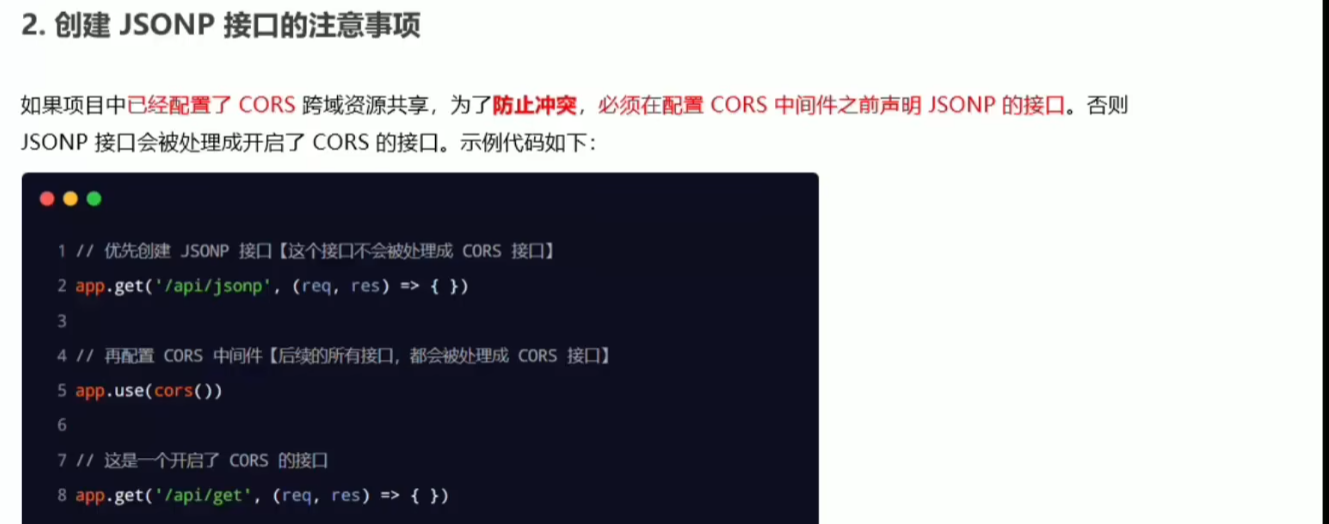 2. 创建 JSONP 接口的注意事项
如果项目中已经配置了 CORS 跨域资源共享，为了防止冲突，必须在配置 CORS 中间件之前声明 JSONP 的接口。否则
JSONP 接口会被处理成开启了 CORS 的接口。示例代码如下：
1 // 优先创建 JSONP 接口【这个接口不会被处理成 CORS 接口】
2 app.get('/api/jsonp', (req, res) => { })
3
4 // 再配置 CORS 中间件【后续的所有接口，都会被处理成 CORS 接口】
5 app.use(cors())
6
7 // 这是一个开启了 CORS 的接口
8 app.get('/api/get', (req, res) => { })